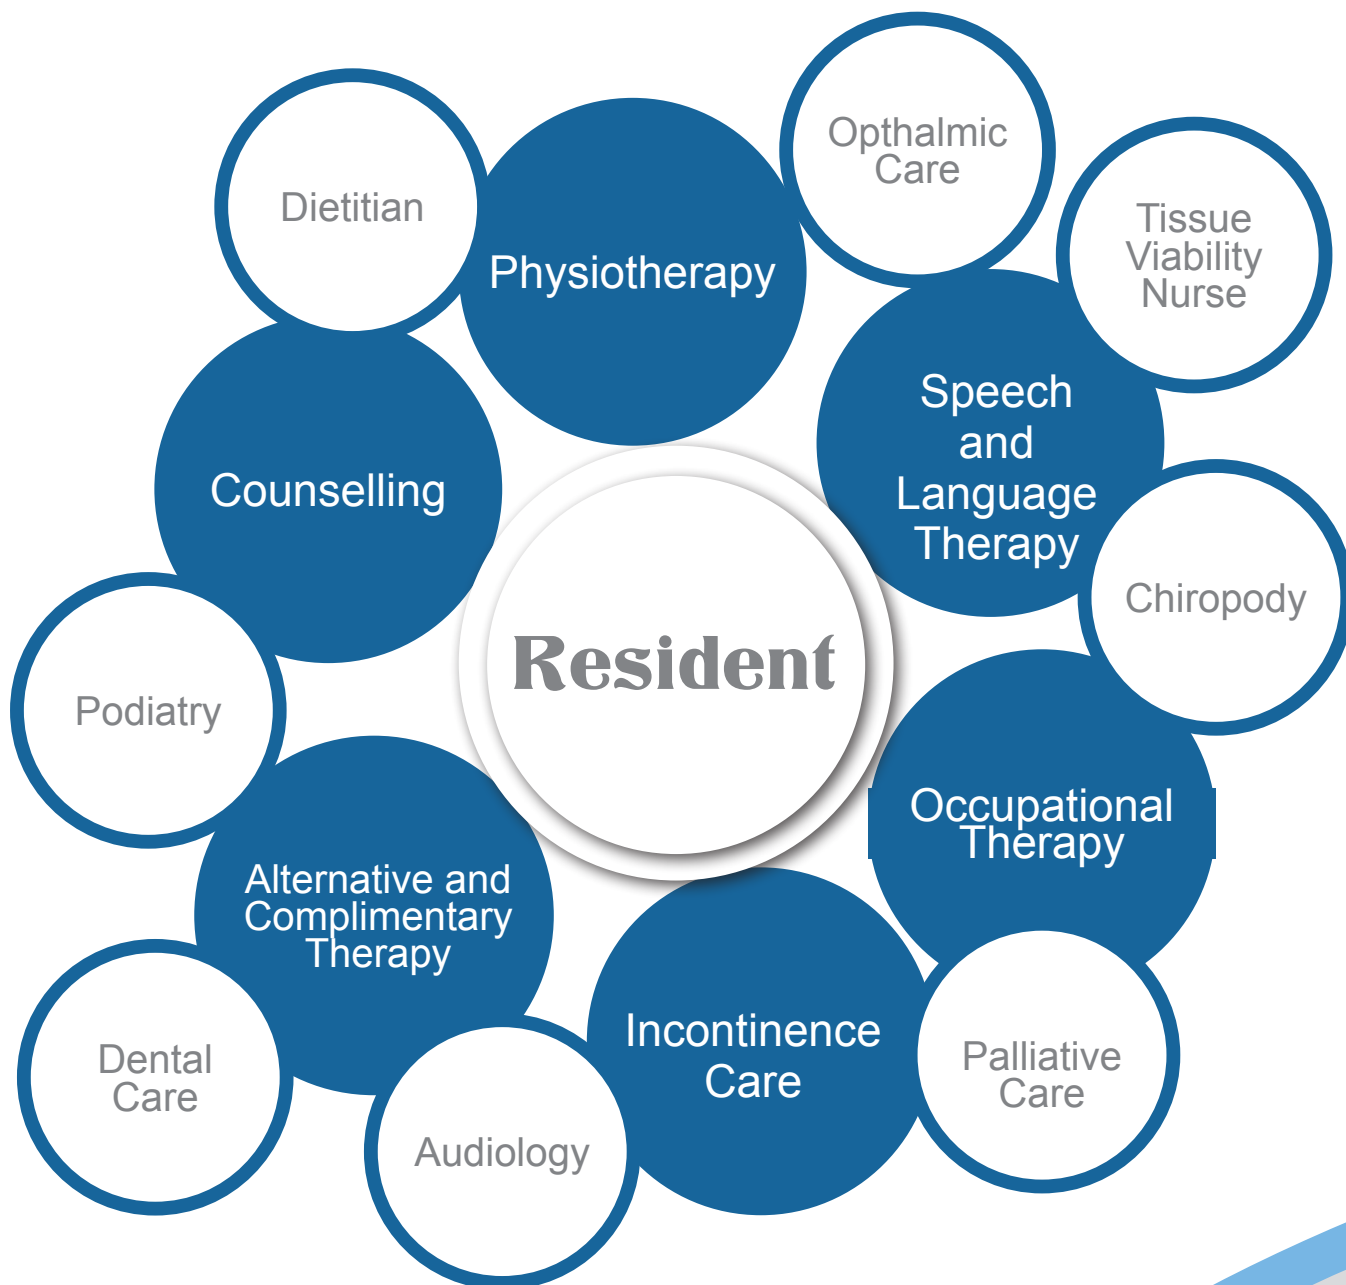 Opthalmic
Care
Dietitian
Tissue
Viability
Nurse
Physiotherapy
Speech
and
Language
Therapy
Counselling
Chiropody
Resident
Podiatry
Occupational
Therapy
Alternative and
Complimentary
Therapy
Incontinence
Care
Palliative
Care
Dental
Care
Audiology